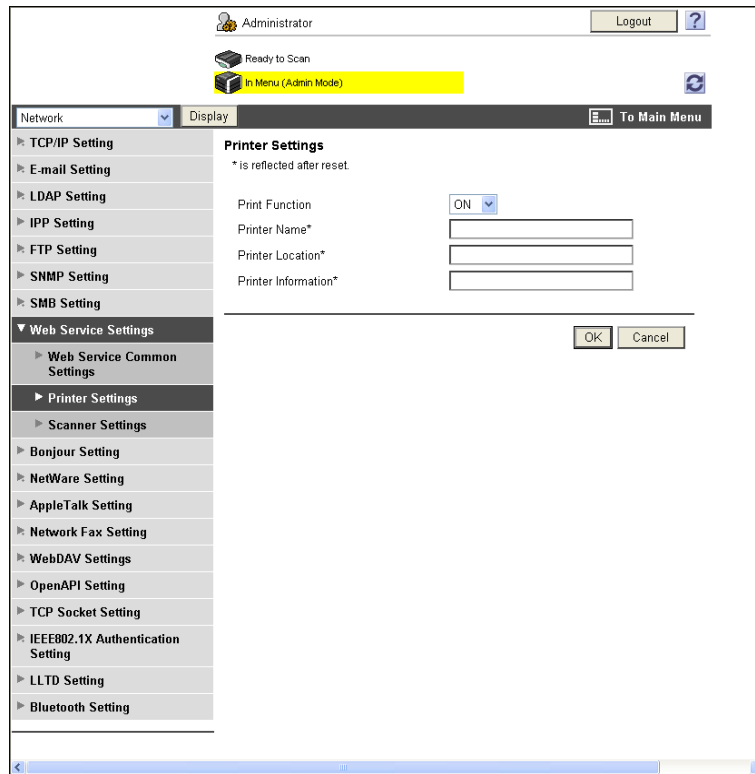 Administrator
Logout
?
Ready to Scan
In Menu (Admin Mode)
Network
Display
To Main Menu
TCP/IP Setting
E-mail Setting
LDAP Setting
IPP Setting
FTP Setting
SNMP Setting
SMB Setting
Web Service Settings
Web Service Common
Settings
Printer Settings
Scanner Settings
Bonjour Setting
NetWare Setting
AppleTalk Setting
Network Fax Setting
WebDAV Settings
OpenAPI Setting
TCP Socket Setting
IEEE802.1X Authentication
Setting
LLTD Setting
Bluetooth Setting
Printer Settings
* is reflected after reset.
Print Function ON
Printer Name*
Printer Location*
Printer Information*
OK Cancel